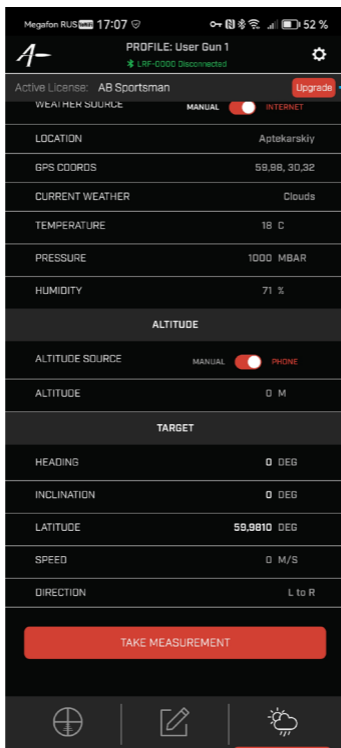 Megafon RUS 17:07 52 %
PROFILE: User Gun 1
LRF-0000 Disconnected
Active License: AB Sportsman Upgrade
WEATHER SOURCE MANUAL INTERNET
LOCATION Aptekarskiy
GPS COORDS 59,98, 30,32
CURRENT WEATHER Clouds
TEMPERATURE 18 C
PRESSURE 1000 MBAR
HUMIDITY 71 %
ALTITUDE
ALTITUDE SOURCE MANUAL PHONE
ALTITUDE 0 M
TARGET
HEADING 0 DEG
INCLINATION 0 DEG
LATITUDE 59,9810 DEG
SPEED 0 M/S
DIRECTION L to R
TAKE MEASUREMENT